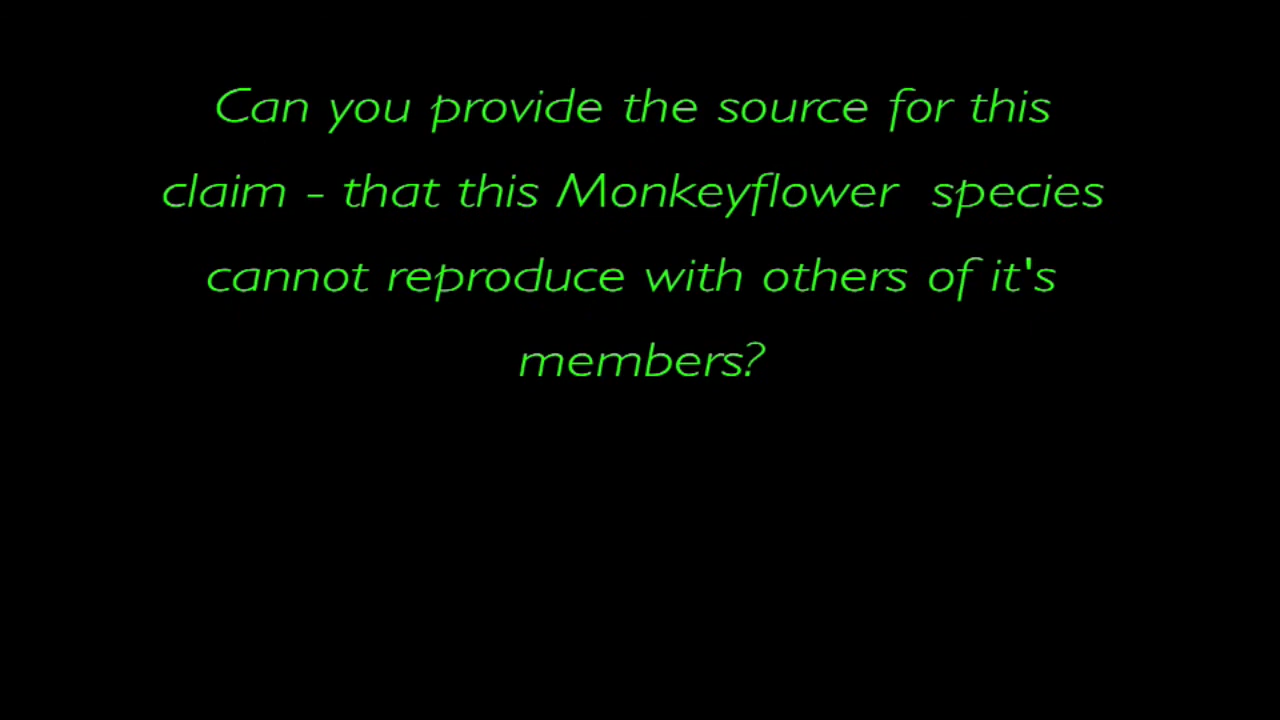 Can you provide the source for this
claim - that this Monkeyflower species
cannot reproduce with others of it's
members?